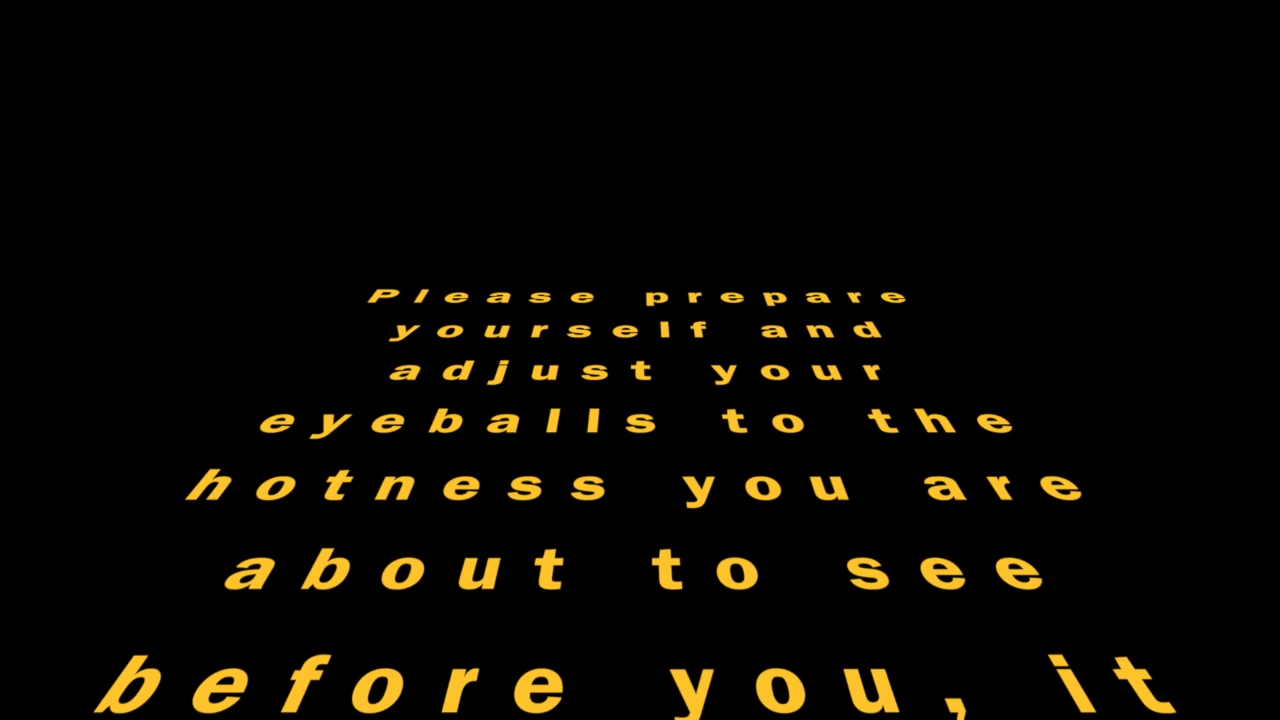 Please prepare
yourself and
adjust your
eyeballs to the
hotness you are
about to see
before you, it